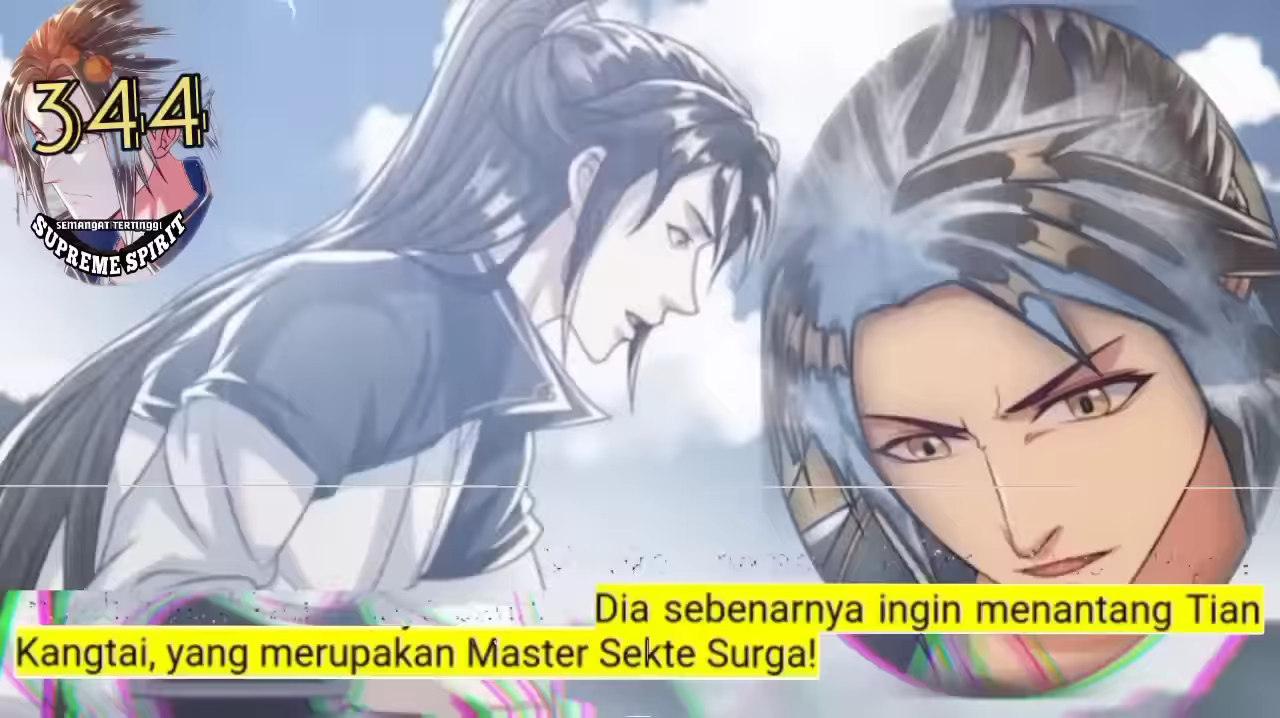 344
SEMANGAT TERTINGGI
SUPREME SPIRIT
Dia sebenarnya ingin menantang Tian
Kangtai, yang merupakan Master Sekte Surga!